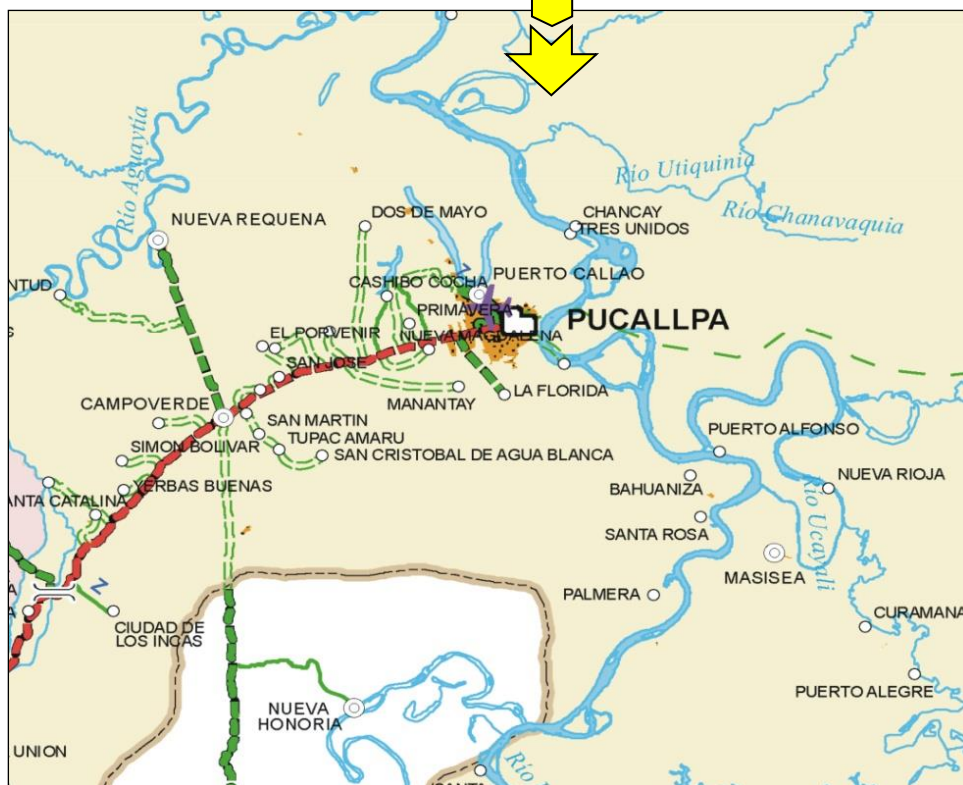 Río Aguaytía
Río Utiquinia
Río Chanavaquia
NUEVA REQUENA
DOS DE MAYO
CHANCAY
TRES UNIDOS
PUERTO CALLAO
CASHIBO COCHA
NTUD
PRIMAVERA
PUCALLPA
EL PORVENIR
NUEVA MAGDALENA
SAN JOSE
LA FLORIDA
MANANTAY
CAMPOVERDE
SAN MARTIN
TUPAC AMARU
PUERTO ALFONSO
SIMON BOLIVAR
SAN CRISTOBAL DE AGUA BLANCA
NUEVA RIOJA
YERBAS BUENAS
BAHUANIZA
ANTA CATALINA
Río Ucayali
SANTA ROSA
MASISEA
PALMERA
CIUDAD DE
LOS INCAS
CURAMANA
PUERTO ALEGRE
NUEVA
HONORIA
UNION
Río